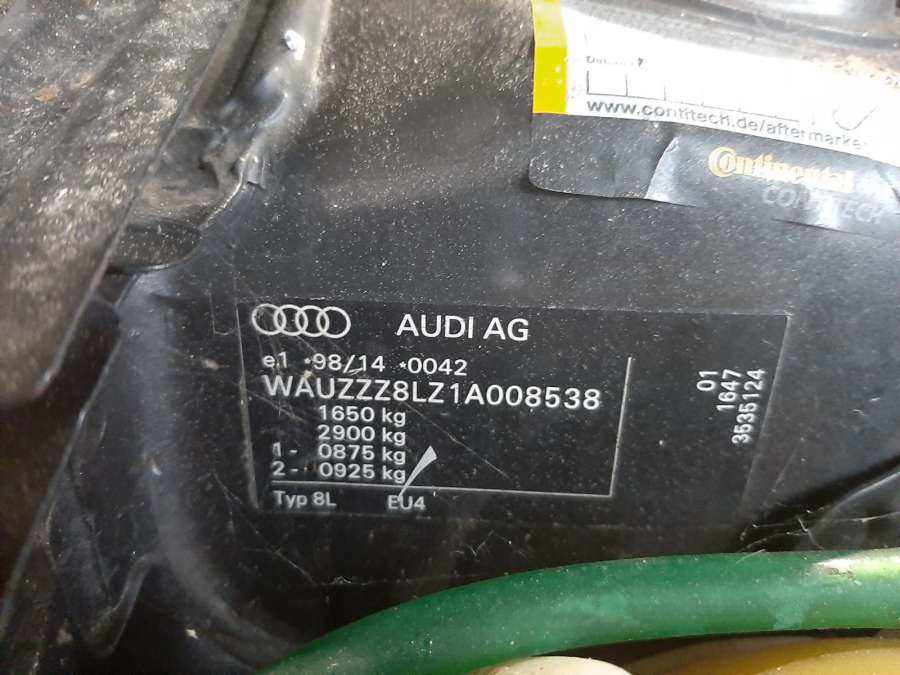 www.contitech.de/aftermarke
Continental
CONTITECH
AUDI AG
e1 *98/14 *0042
WAUZZZ8LZ1A008538
1650 kg
2900 kg
1- 0875 kg
2- 0925 kg
Typ 8L EU4
01
1647
3535124